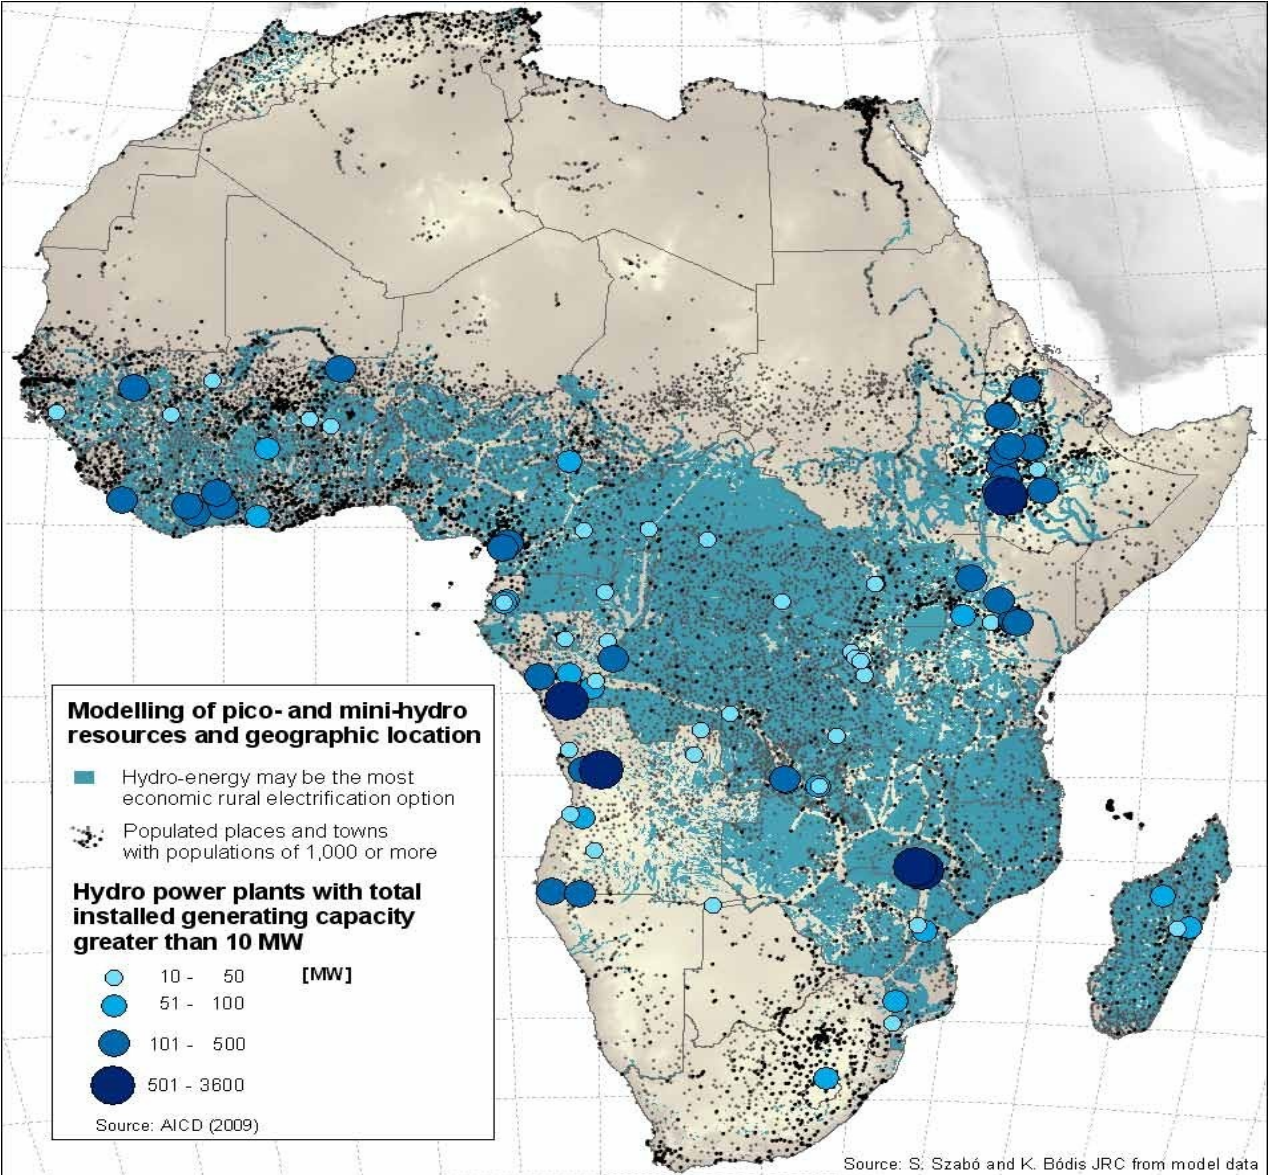 Modelling of pico- and mini-hydro
resources and geographic location
Hydro-energy may be the most
economic rural electrification option
Populated places and towns
with populations of 1,000 or more
Hydro power plants with total
installed generating capacity
greater than 10 MW
10 - 50 [MW]
51 - 100
101 - 500
501 - 3600
Source: AICD (2009)
Source: S. Szabó and K. Bódis JRC from model data